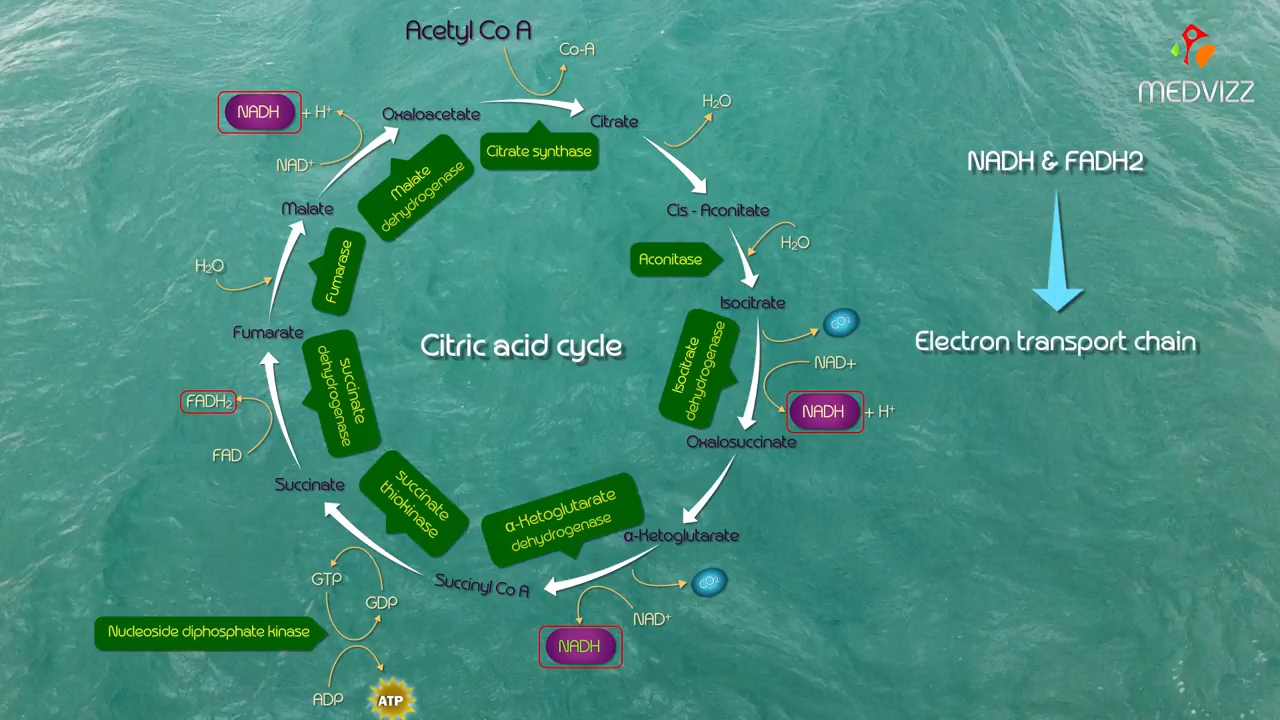 Acetyl Co A
Co-A
MEDVIZZ
NADH
+ H⁺
Oxaloacetate
Citrate
H₂O
Citrate synthase
NAD⁺
Malate
dehydrogenase
NADH & FADH2
Malate
Cis - Aconitate
H₂O
Aconitase
H₂O
Fumarase
Isocitrate
CO₂
Fumarate
Citric acid cycle
Isocitrate
dehydrogenase
NAD+
Electron transport chain
succinate
dehydrogenase
FADH₂
NADH
+ H⁺
Oxalosuccinate
FAD
Succinate
succinate
thiokinase
α-Ketoglutarate
dehydrogenase
α-Ketoglutarate
GTP
Succinyl Co A
CO₂
GDP
NAD⁺
Nucleoside diphosphate kinase
NADH
ADP
ATP